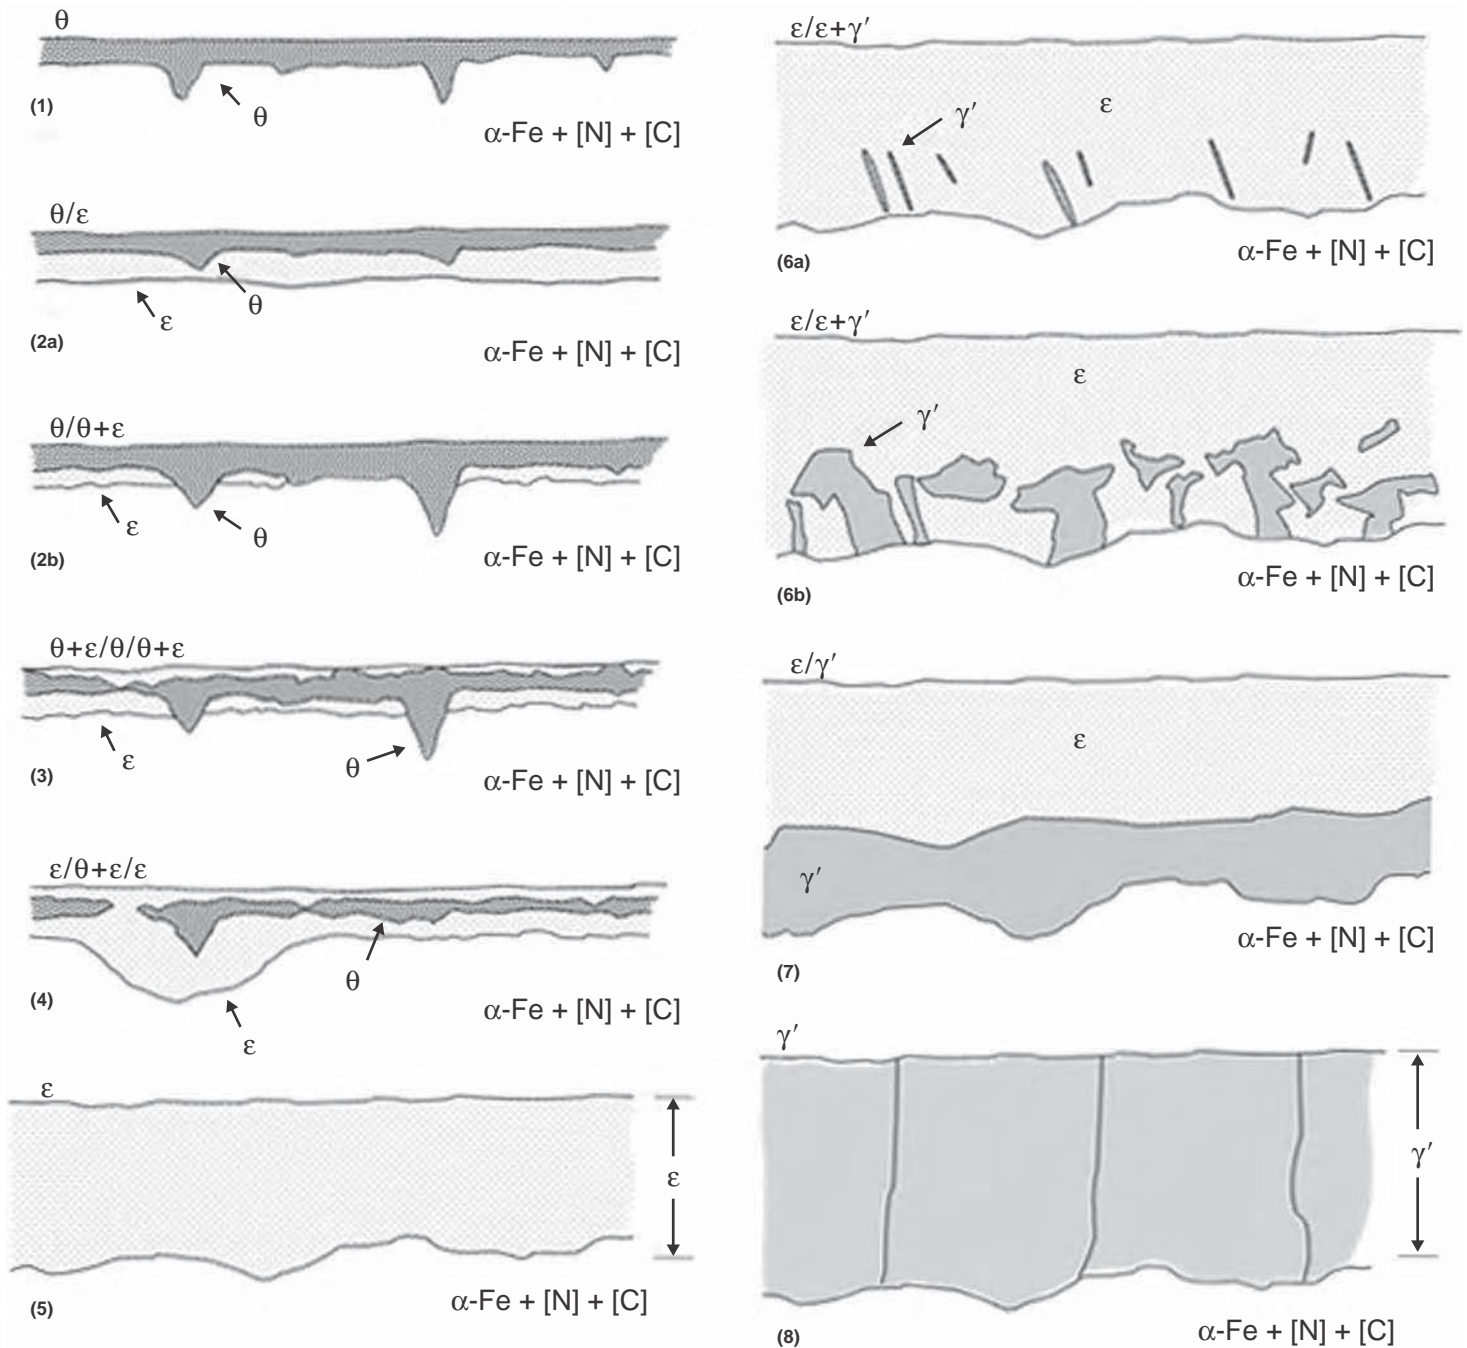 θ
θ
(1)
α-Fe + [N] + [C]
θ/ε
θ
ε
(2a)
α-Fe + [N] + [C]
θ/θ+ε
ε
θ
(2b)
α-Fe + [N] + [C]
θ+ε/θ/θ+ε
ε
θ
(3)
α-Fe + [N] + [C]
ε/θ+ε/ε
θ
ε
(4)
α-Fe + [N] + [C]
ε
ε
(5)
α-Fe + [N] + [C]
ε/ε+γ′
ε
γ′
(6a)
α-Fe + [N] + [C]
ε/ε+γ′
ε
γ′
(6b)
α-Fe + [N] + [C]
ε/γ′
ε
γ′
(7)
α-Fe + [N] + [C]
γ′
γ′
(8)
α-Fe + [N] + [C]